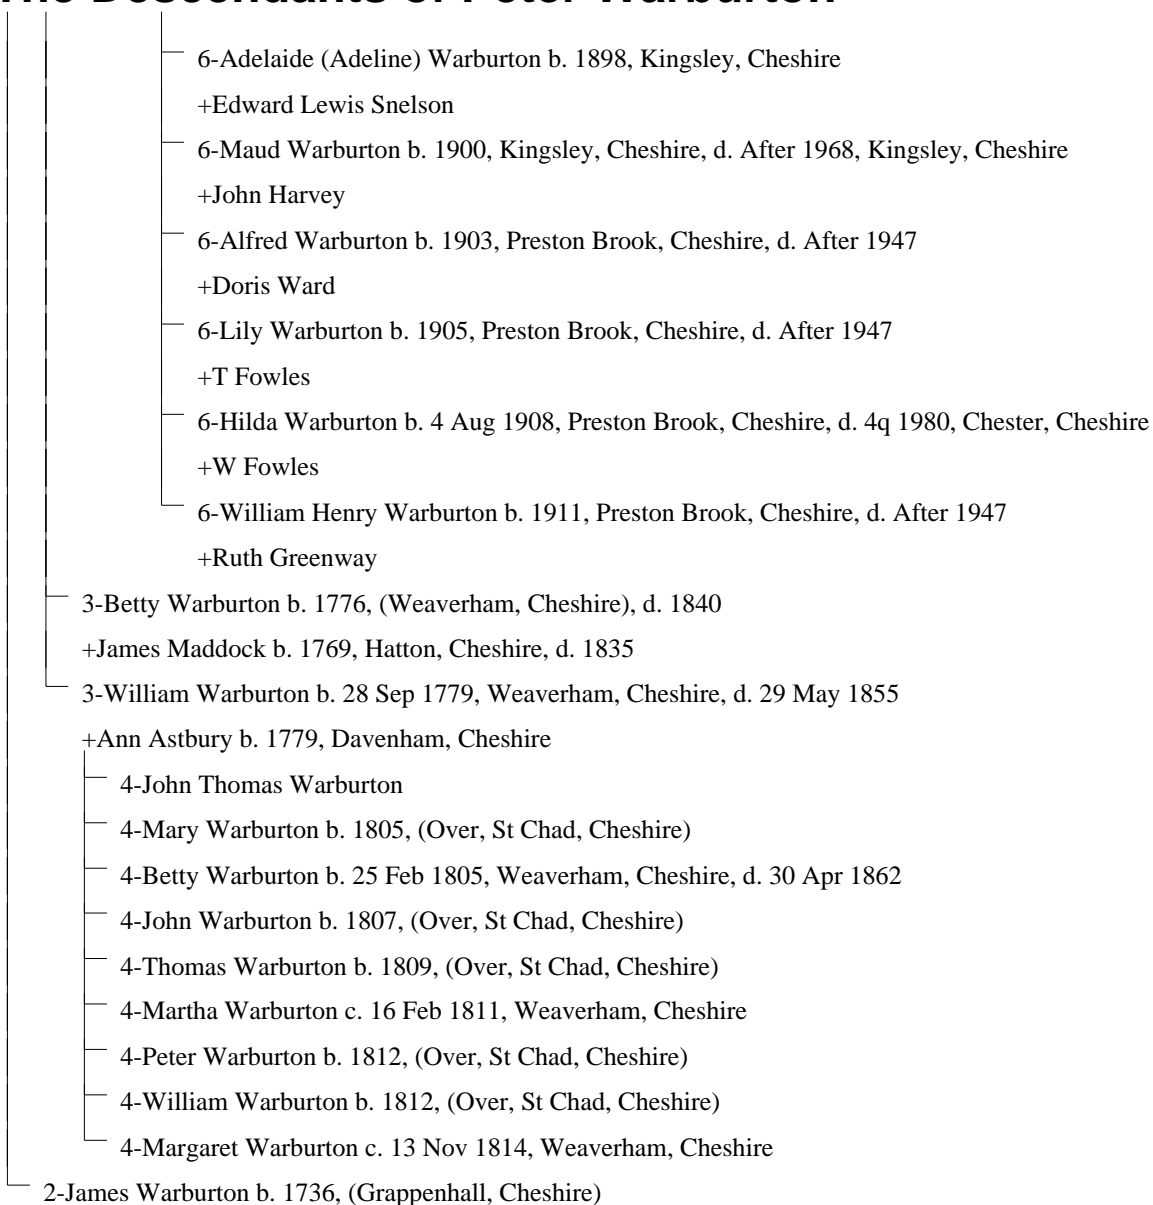 The Descendants of Peter Warburton
6-Adelaide (Adeline) Warburton b. 1898, Kingsley, Cheshire
+Edward Lewis Snelson
6-Maud Warburton b. 1900, Kingsley, Cheshire, d. After 1968, Kingsley, Cheshire
+John Harvey
6-Alfred Warburton b. 1903, Preston Brook, Cheshire, d. After 1947
+Doris Ward
6-Lily Warburton b. 1905, Preston Brook, Cheshire, d. After 1947
+T Fowles
6-Hilda Warburton b. 4 Aug 1908, Preston Brook, Cheshire, d. 4q 1980, Chester, Cheshire
+W Fowles
6-William Henry Warburton b. 1911, Preston Brook, Cheshire, d. After 1947
+Ruth Greenway
3-Betty Warburton b. 1776, (Weaverham, Cheshire), d. 1840
+James Maddock b. 1769, Hatton, Cheshire, d. 1835
3-William Warburton b. 28 Sep 1779, Weaverham, Cheshire, d. 29 May 1855
+Ann Astbury b. 1779, Davenham, Cheshire
4-John Thomas Warburton
4-Mary Warburton b. 1805, (Over, St Chad, Cheshire)
4-Betty Warburton b. 25 Feb 1805, Weaverham, Cheshire, d. 30 Apr 1862
4-John Warburton b. 1807, (Over, St Chad, Cheshire)
4-Thomas Warburton b. 1809, (Over, St Chad, Cheshire)
4-Martha Warburton c. 16 Feb 1811, Weaverham, Cheshire
4-Peter Warburton b. 1812, (Over, St Chad, Cheshire)
4-William Warburton b. 1812, (Over, St Chad, Cheshire)
4-Margaret Warburton c. 13 Nov 1814, Weaverham, Cheshire
2-James Warburton b. 1736, (Grappenhall, Cheshire)